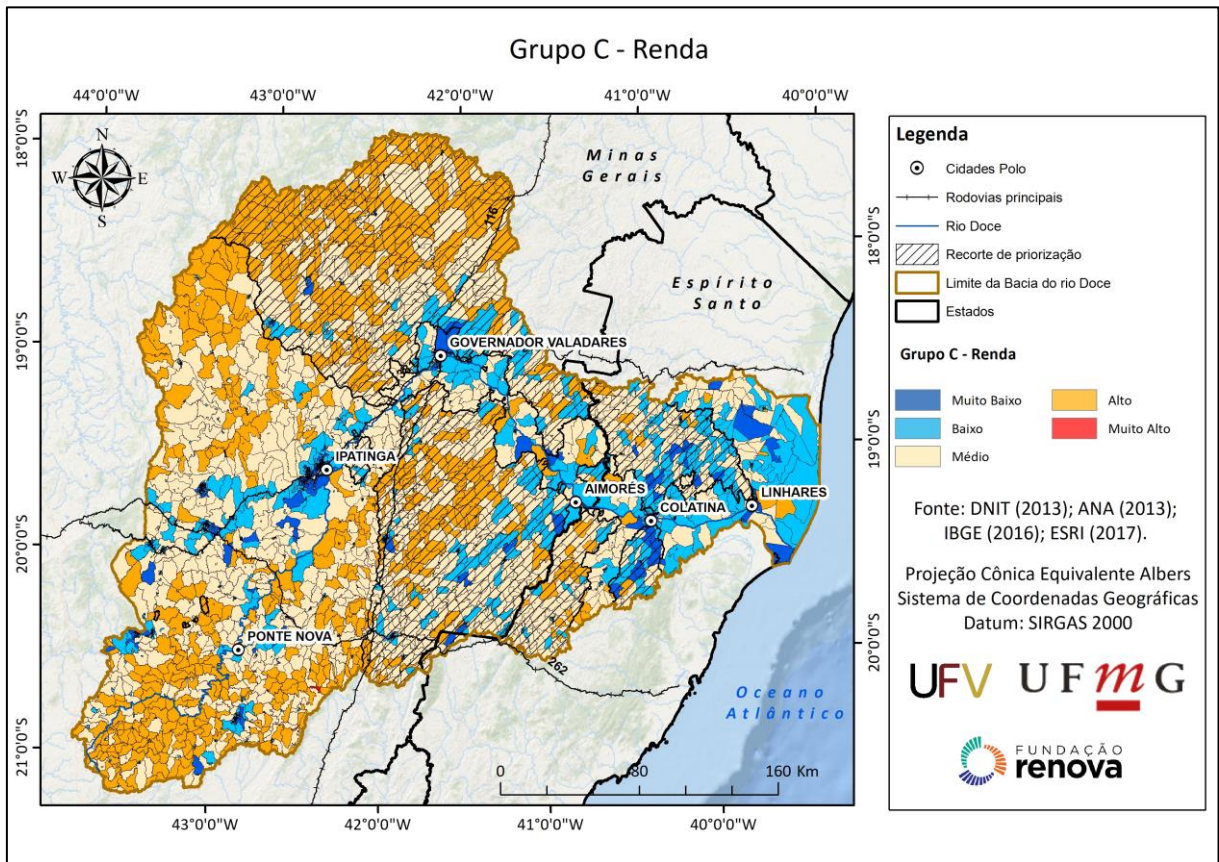 Grupo C - Renda
44°0'0"W
43°0'0"W
42°0'0"W
41°0'0"W
40°0'0"W
18°0'0"S
19°0'0"S
20°0'0"S
21°0'0"S
N
W
E
S
Minas
Gerais
Espírito
Santo
116
GOVERNADOR VALADARES
IPATINGA
AIMORÉS
COLATINA
LINHARES
PONTE NOVA
262
Oceano
Atlântico
0
80
160 Km
18°0'0"S
19°0'0"S
20°0'0"S
43°0'0"W
42°0'0"W
41°0'0"W
40°0'0"W
Legenda
Cidades Polo
Rodovias principais
Rio Doce
Recorte de priorização
Limite da Bacia do rio Doce
Estados
Grupo C - Renda
Muito Baixo
Alto
Baixo
Muito Alto
Médio
Fonte: DNIT (2013); ANA (2013);
IBGE (2016); ESRI (2017).
Projeção Cônica Equivalente Albers
Sistema de Coordenadas Geográficas
Datum: SIRGAS 2000
UFV
UFmG
FUNDAÇÃO
renova